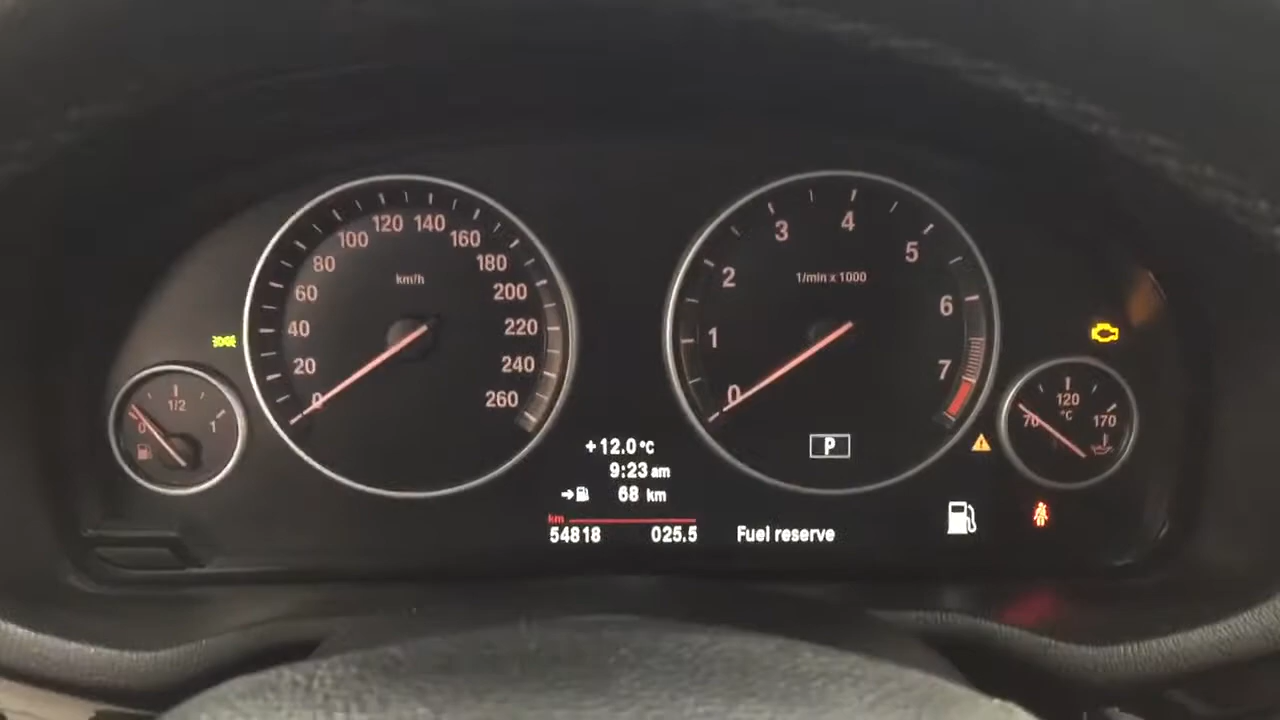 120 140
100 160
80 180
60 200
40 220
20 240
0 260
km/h
3 4 5
2 6
1 7
0
1/min x 1000
P
1/2
0 1
120
°C
70 170
+12.0°C
9:23 am
68 km
km
54818 025.5
Fuel reserve